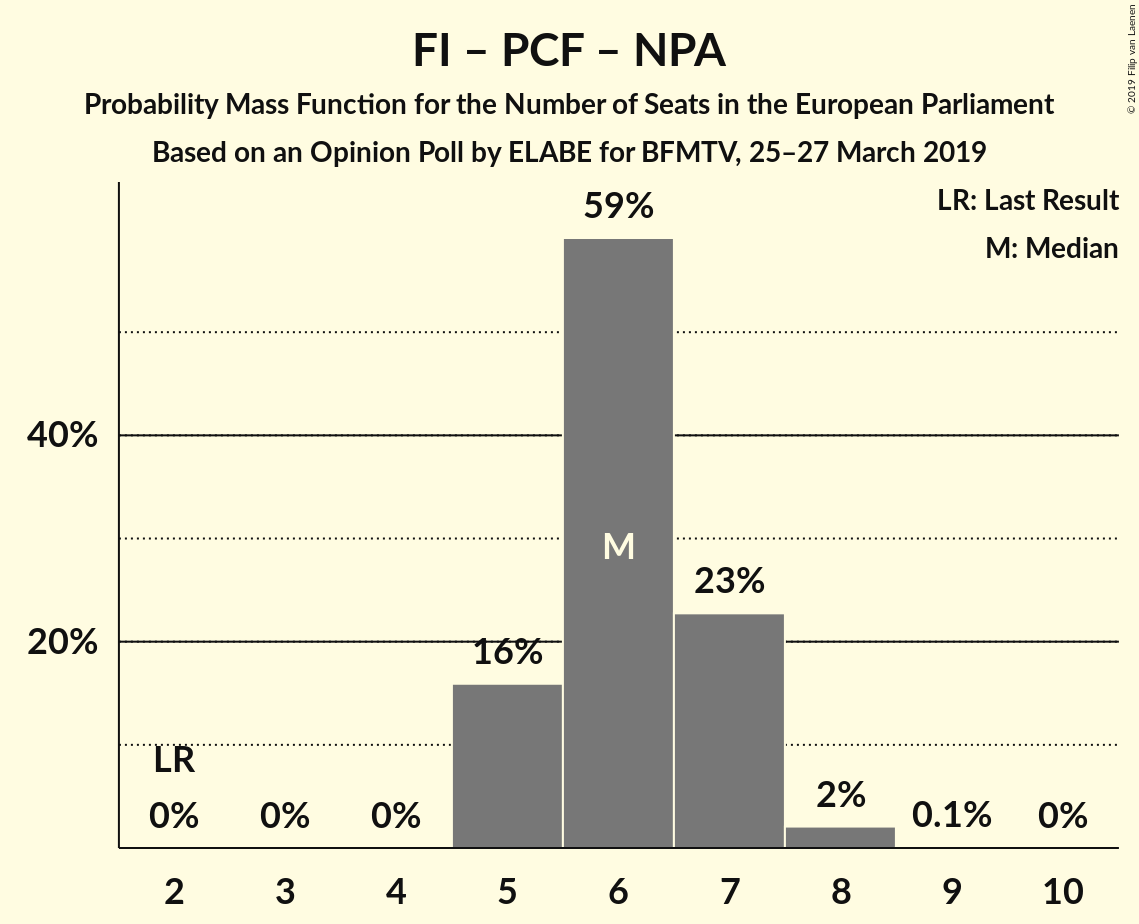 FI – PCF – NPA
Probability Mass Function for the Number of Seats in the European Parliament
Based on an Opinion Poll by ELABE for BFMTV, 25–27 March 2019
© 2019 Filip van Laenen
LR: Last Result
M: Median
59%
40%
M
23%
20%
16%
LR
0%
0%
0%
2%
0.1%
0%
2 3 4 5 6 7 8 9 10